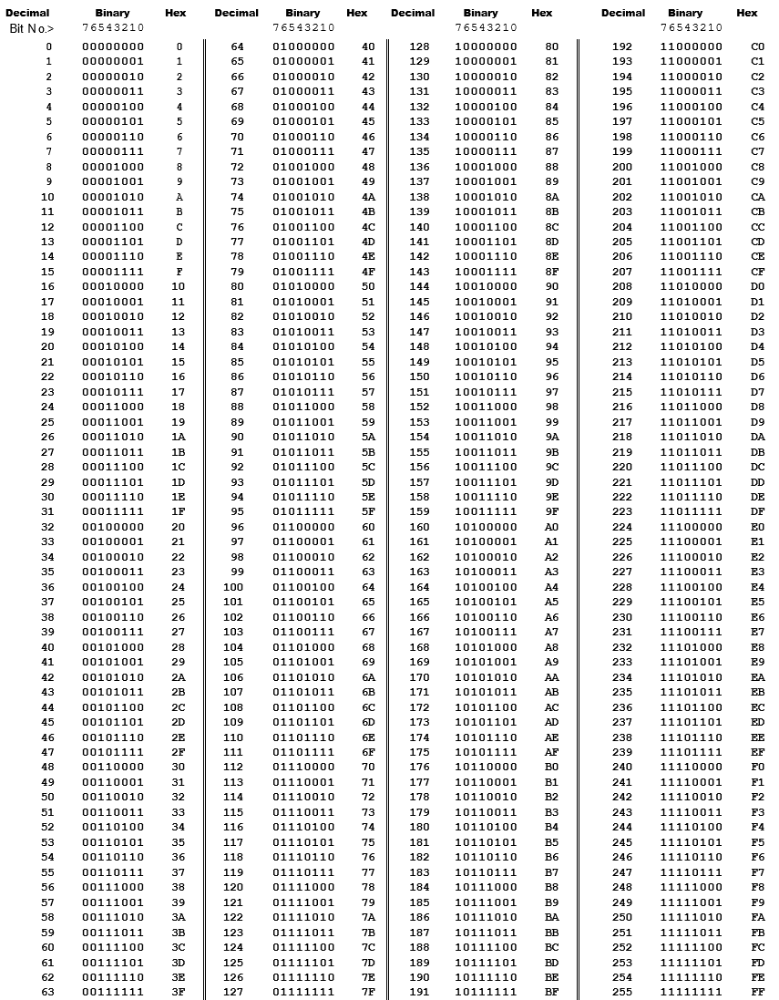 Decimal Binary Hex Decimal Binary Hex Decimal Binary Hex Decimal Binary Hex
Bit No.> 76543210 76543210 76543210 76543210
0 00000000 0 64 01000000 40 128 10000000 80 192 11000000 C0
1 00000001 1 65 01000001 41 129 10000001 81 193 11000001 C1
2 00000010 2 66 01000010 42 130 10000010 82 194 11000010 C2
3 00000011 3 67 01000011 43 131 10000011 83 195 11000011 C3
4 00000100 4 68 01000100 44 132 10000100 84 196 11000100 C4
5 00000101 5 69 01000101 45 133 10000101 85 197 11000101 C5
6 00000110 6 70 01000110 46 134 10000110 86 198 11000110 C6
7 00000111 7 71 01000111 47 135 10000111 87 199 11000111 C7
8 00001000 8 72 01001000 48 136 10001000 88 200 11001000 C8
9 00001001 9 73 01001001 49 137 10001001 89 201 11001001 C9
10 00001010 A 74 01001010 4A 138 10001010 8A 202 11001010 CA
11 00001011 B 75 01001011 4B 139 10001011 8B 203 11001011 CB
12 00001100 C 76 01001100 4C 140 10001100 8C 204 11001100 CC
13 00001101 D 77 01001101 4D 141 10001101 8D 205 11001101 CD
14 00001110 E 78 01001110 4E 142 10001110 8E 206 11001110 CE
15 00001111 F 79 01001111 4F 143 10001111 8F 207 11001111 CF
16 00010000 10 80 01010000 50 144 10010000 90 208 11010000 D0
17 00010001 11 81 01010001 51 145 10010001 91 209 11010001 D1
18 00010010 12 82 01010010 52 146 10010010 92 210 11010010 D2
19 00010011 13 83 01010011 53 147 10010011 93 211 11010011 D3
20 00010100 14 84 01010100 54 148 10010100 94 212 11010100 D4
21 00010101 15 85 01010101 55 149 10010101 95 213 11010101 D5
22 00010110 16 86 01010110 56 150 10010110 96 214 11010110 D6
23 00010111 17 87 01010111 57 151 10010111 97 215 11010111 D7
24 00011000 18 88 01011000 58 152 10011000 98 216 11011000 D8
25 00011001 19 89 01011001 59 153 10011001 99 217 11011001 D9
26 00011010 1A 90 01011010 5A 154 10011010 9A 218 11011010 DA
27 00011011 1B 91 01011011 5B 155 10011011 9B 219 11011011 DB
28 00011100 1C 92 01011100 5C 156 10011100 9C 220 11011100 DC
29 00011101 1D 93 01011101 5D 157 10011101 9D 221 11011101 DD
30 00011110 1E 94 01011110 5E 158 10011110 9E 222 11011110 DE
31 00011111 1F 95 01011111 5F 159 10011111 9F 223 11011111 DF
32 00100000 20 96 01100000 60 160 10100000 A0 224 11100000 E0
33 00100001 21 97 01100001 61 161 10100001 A1 225 11100001 E1
34 00100010 22 98 01100010 62 162 10100010 A2 226 11100010 E2
35 00100011 23 99 01100011 63 163 10100011 A3 227 11100011 E3
36 00100100 24 100 01100100 64 164 10100100 A4 228 11100100 E4
37 00100101 25 101 01100101 65 165 10100101 A5 229 11100101 E5
38 00100110 26 102 01100110 66 166 10100110 A6 230 11100110 E6
39 00100111 27 103 01100111 67 167 10100111 A7 231 11100111 E7
40 00101000 28 104 01101000 68 168 10101000 A8 232 11101000 E8
41 00101001 29 105 01101001 69 169 10101001 A9 233 11101001 E9
42 00101010 2A 106 01101010 6A 170 10101010 AA 234 11101010 EA
43 00101011 2B 107 01101011 6B 171 10101011 AB 235 11101011 EB
44 00101100 2C 108 01101100 6C 172 10101100 AC 236 11101100 EC
45 00101101 2D 109 01101101 6D 173 10101101 AD 237 11101101 ED
46 00101110 2E 110 01101110 6E 174 10101110 AE 238 11101110 EE
47 00101111 2F 111 01101111 6F 175 10101111 AF 239 11101111 EF
48 00110000 30 112 01110000 70 176 10110000 B0 240 11110000 F0
49 00110001 31 113 01110001 71 177 10110001 B1 241 11110001 F1
50 00110010 32 114 01110010 72 178 10110010 B2 242 11110010 F2
51 00110011 33 115 01110011 73 179 10110011 B3 243 11110011 F3
52 00110100 34 116 01110100 74 180 10110100 B4 244 11110100 F4
53 00110101 35 117 01110101 75 181 10110101 B5 245 11110101 F5
54 00110110 36 118 01110110 76 182 10110110 B6 246 11110110 F6
55 00110111 37 119 01110111 77 183 10110111 B7 247 11110111 F7
56 00111000 38 120 01111000 78 184 10111000 B8 248 11111000 F8
57 00111001 39 121 01111001 79 185 10111001 B9 249 11111001 F9
58 00111010 3A 122 01111010 7A 186 10111010 BA 250 11111010 FA
59 00111011 3B 123 01111011 7B 187 10111011 BB 251 11111011 FB
60 00111100 3C 124 01111100 7C 188 10111100 BC 252 11111100 FC
61 00111101 3D 125 01111101 7D 189 10111101 BD 253 11111101 FD
62 00111110 3E 126 01111110 7E 190 10111110 BE 254 11111110 FE
63 00111111 3F 127 01111111 7F 191 10111111 BF 255 11111111 FF